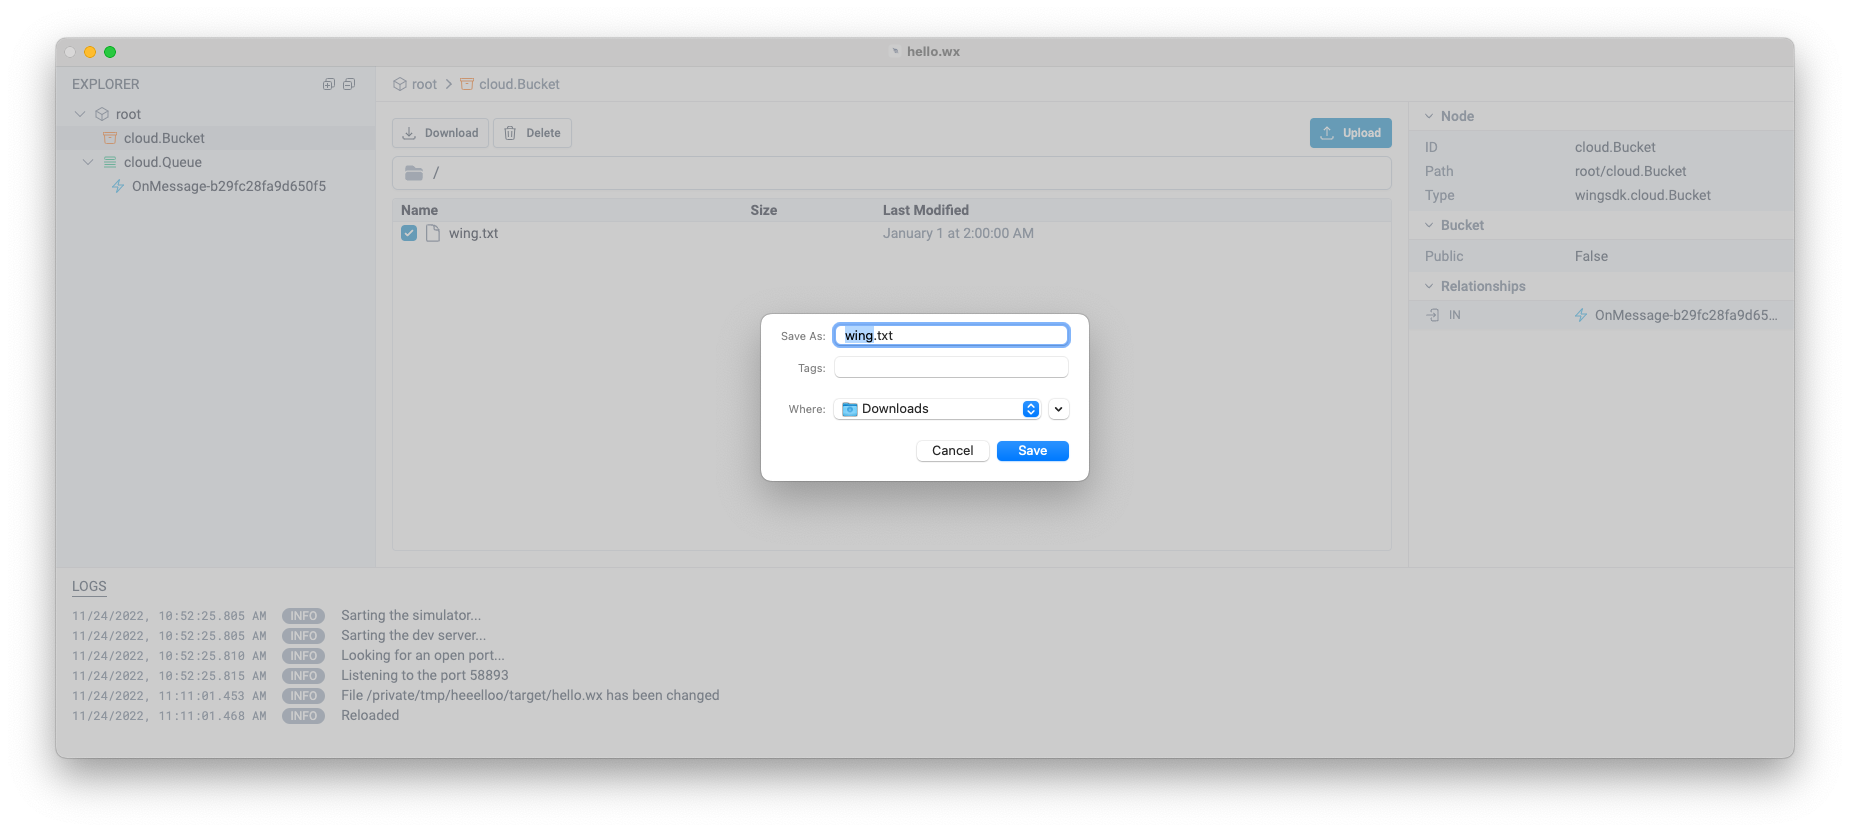 hello.wx
EXPLORER
root
cloud.Bucket
cloud.Queue
OnMessage-b29fc28fa9d650f5
root > cloud.Bucket
Download Delete Upload
/
Name Size Last Modified
wing.txt January 1 at 2:00:00 AM
Node
ID cloud.Bucket
Path root/cloud.Bucket
Type wingsdk.cloud.Bucket
Bucket
Public False
Relationships
IN OnMessage-b29fc28fa9d65...
Save As: wing.txt
Tags:
Where: Downloads
Cancel Save
LOGS
11/24/2022, 10:52:25.805 AM INFO Sarting the simulator...
11/24/2022, 10:52:25.805 AM INFO Sarting the dev server...
11/24/2022, 10:52:25.810 AM INFO Looking for an open port...
11/24/2022, 10:52:25.815 AM INFO Listening to the port 58893
11/24/2022, 11:11:01.453 AM INFO File /private/tmp/heeelloo/target/hello.wx has been changed
11/24/2022, 11:11:01.468 AM INFO Reloaded